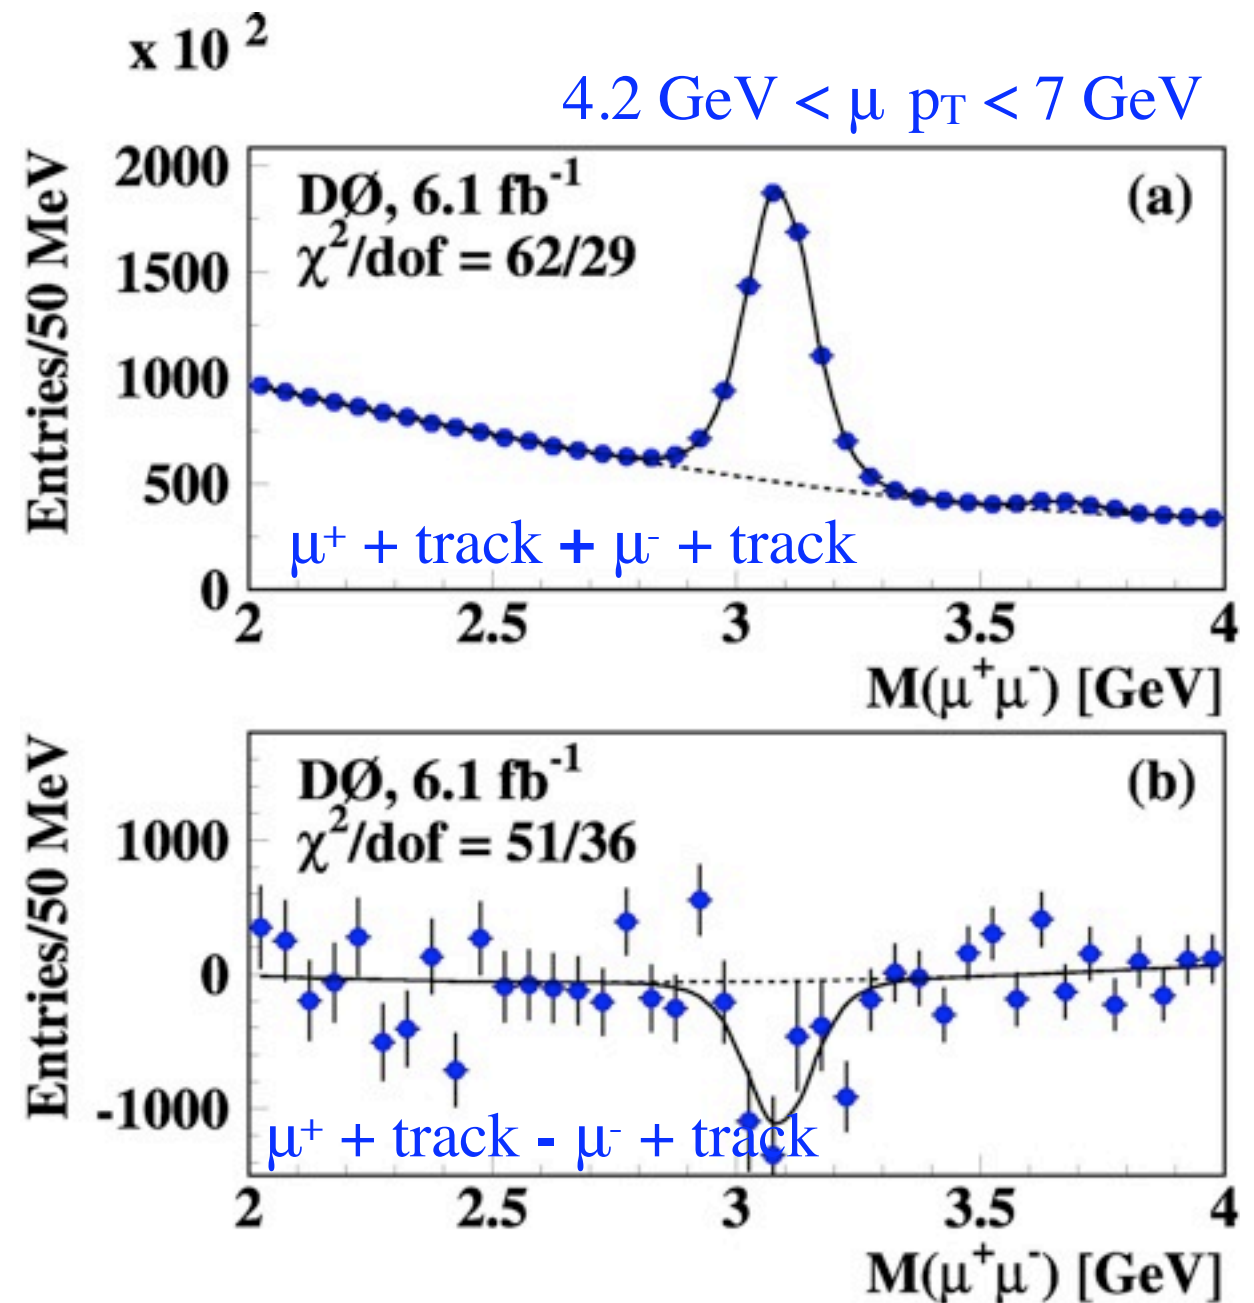 x 10 ²
4.2 GeV < μ pT < 7 GeV
Entries/50 MeV
2000
1500
1000
500
0
DØ, 6.1 fb⁻¹
χ²/dof = 62/29
(a)
μ⁺ + track + μ⁻ + track
2 2.5 3 3.5 4
M(μ⁺μ⁻) [GeV]
Entries/50 MeV
1000
0
-1000
DØ, 6.1 fb⁻¹
χ²/dof = 51/36
(b)
μ⁺ + track - μ⁻ + track
2 2.5 3 3.5 4
M(μ⁺μ⁻) [GeV]